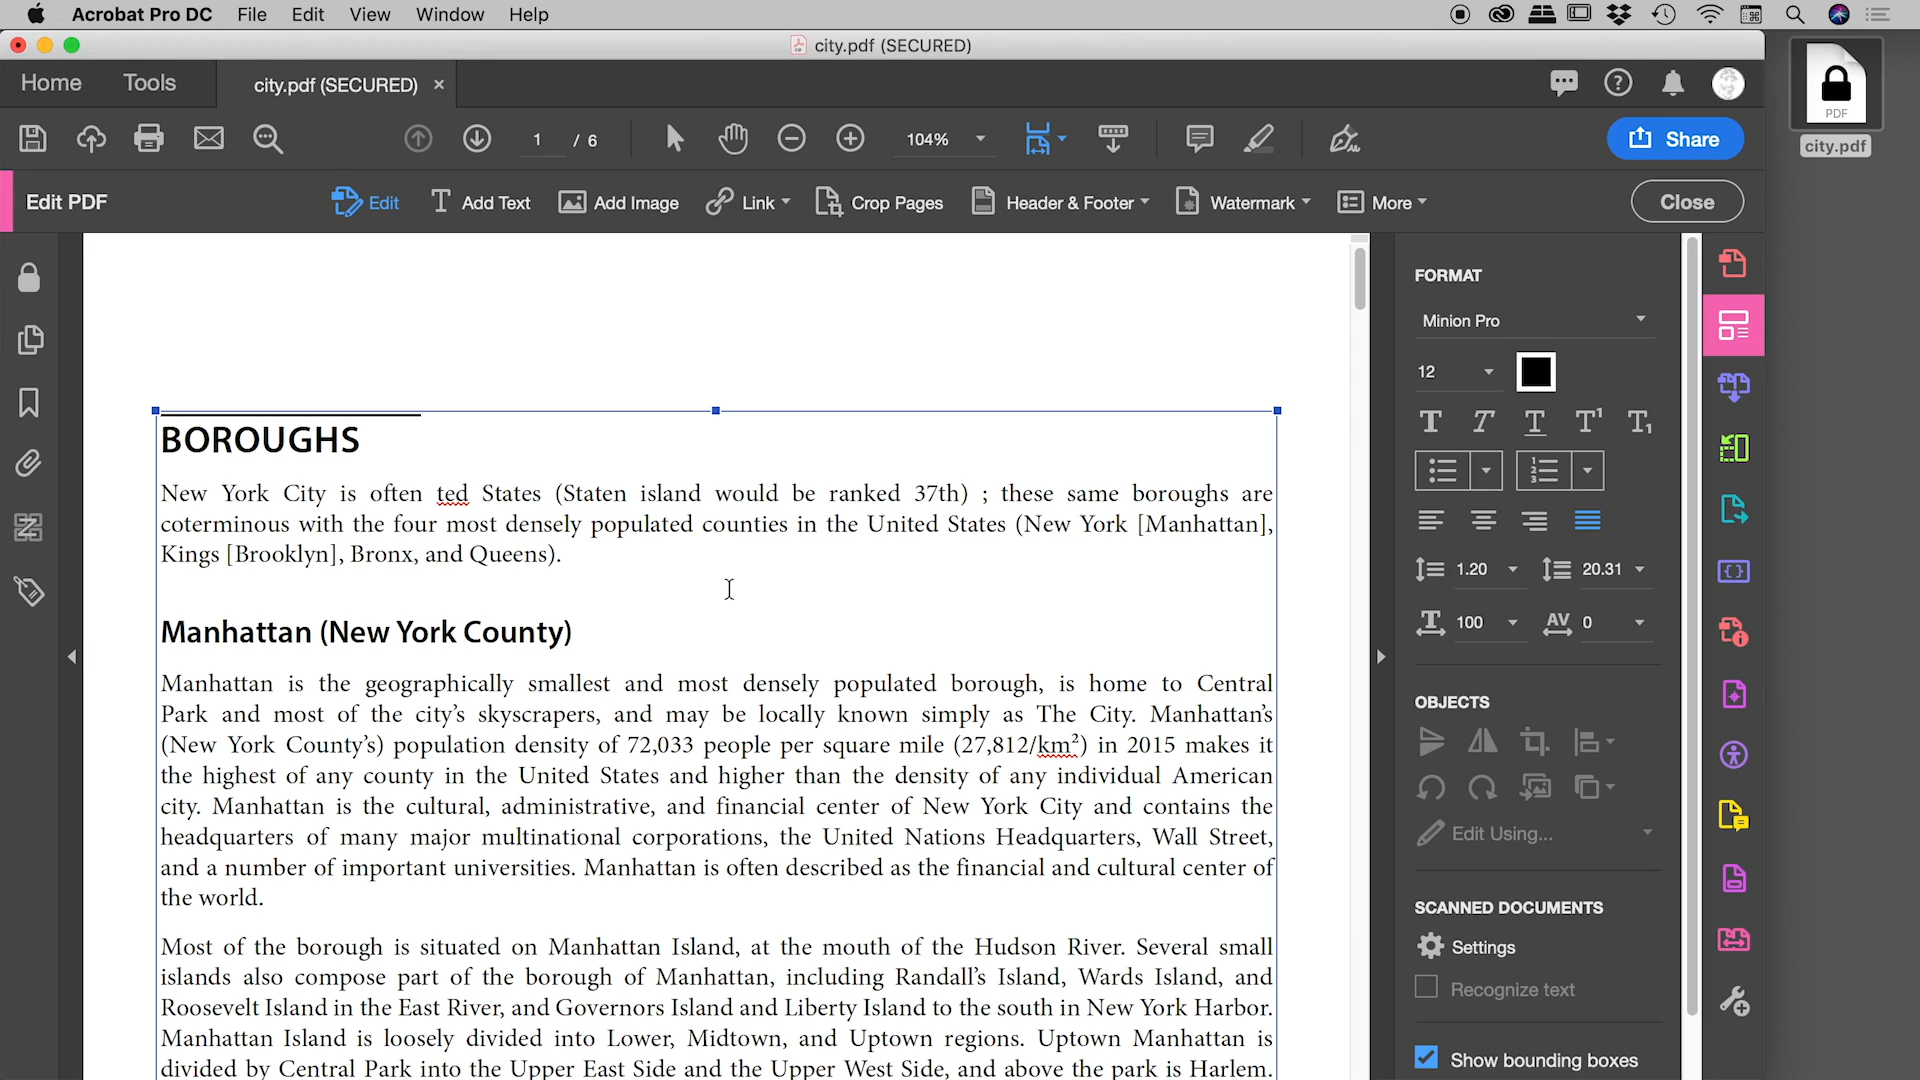 Acrobat Pro DC File Edit View Window Help
city.pdf (SECURED)
Home Tools city.pdf (SECURED) ×
PDF
city.pdf
1 / 6 104% Share
Edit PDF Edit Add Text Add Image Link Crop Pages Header & Footer Watermark More Close
FORMAT
Minion Pro
12
T T T T¹ T₁
1.20 20.31
100 AV 0
OBJECTS
Edit Using...
SCANNED DOCUMENTS
Settings
Recognize text
Show bounding boxes
BOROUGHS
New York City is often ted States (Staten island would be ranked 37th) ; these same boroughs are
coterminous with the four most densely populated counties in the United States (New York [Manhattan],
Kings [Brooklyn], Bronx, and Queens).
Manhattan (New York County)
Manhattan is the geographically smallest and most densely populated borough, is home to Central
Park and most of the city’s skyscrapers, and may be locally known simply as The City. Manhattan’s
(New York County’s) population density of 72,033 people per square mile (27,812/km²) in 2015 makes it
the highest of any county in the United States and higher than the density of any individual American
city. Manhattan is the cultural, administrative, and financial center of New York City and contains the
headquarters of many major multinational corporations, the United Nations Headquarters, Wall Street,
and a number of important universities. Manhattan is often described as the financial and cultural center of
the world.
Most of the borough is situated on Manhattan Island, at the mouth of the Hudson River. Several small
islands also compose part of the borough of Manhattan, including Randall’s Island, Wards Island, and
Roosevelt Island in the East River, and Governors Island and Liberty Island to the south in New York Harbor.
Manhattan Island is loosely divided into Lower, Midtown, and Uptown regions. Uptown Manhattan is
divided by Central Park into the Upper East Side and the Upper West Side, and above the park is Harlem.